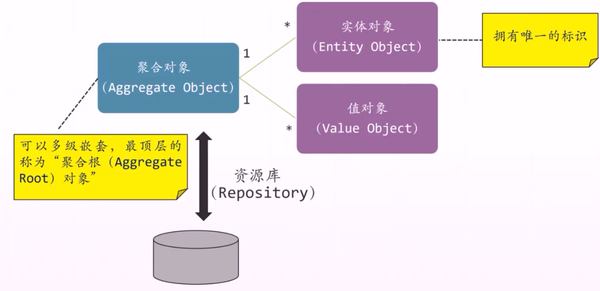 实体对象
(Entity Object)
拥有唯一的标识
聚合对象
(Aggregate Object)
1
*
1
*
值对象
(Value Object)
可以多级嵌套，最顶层的
称为“聚合根（Aggregate
Root）对象”
资源库
(Repository)